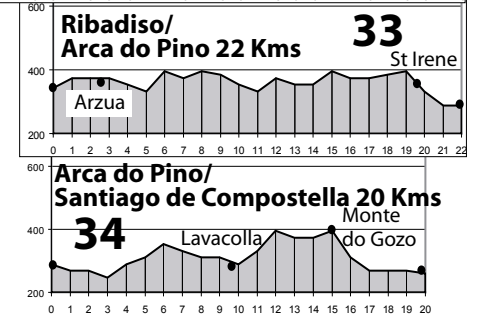 600
Ribadiso/ 33
Arca do Pino 22 Kms
St Irene
400
Arzua
200
0 1 2 3 4 5 6 7 8 9 10 11 12 13 14 15 16 17 18 19 20 21 22
600
Arca do Pino/
Santiago de Compostella 20 Kms
34
Monte
400
Lavacolla do Gozo
200
0 1 2 3 4 5 6 7 8 9 10 11 12 13 14 15 16 17 18 19 20